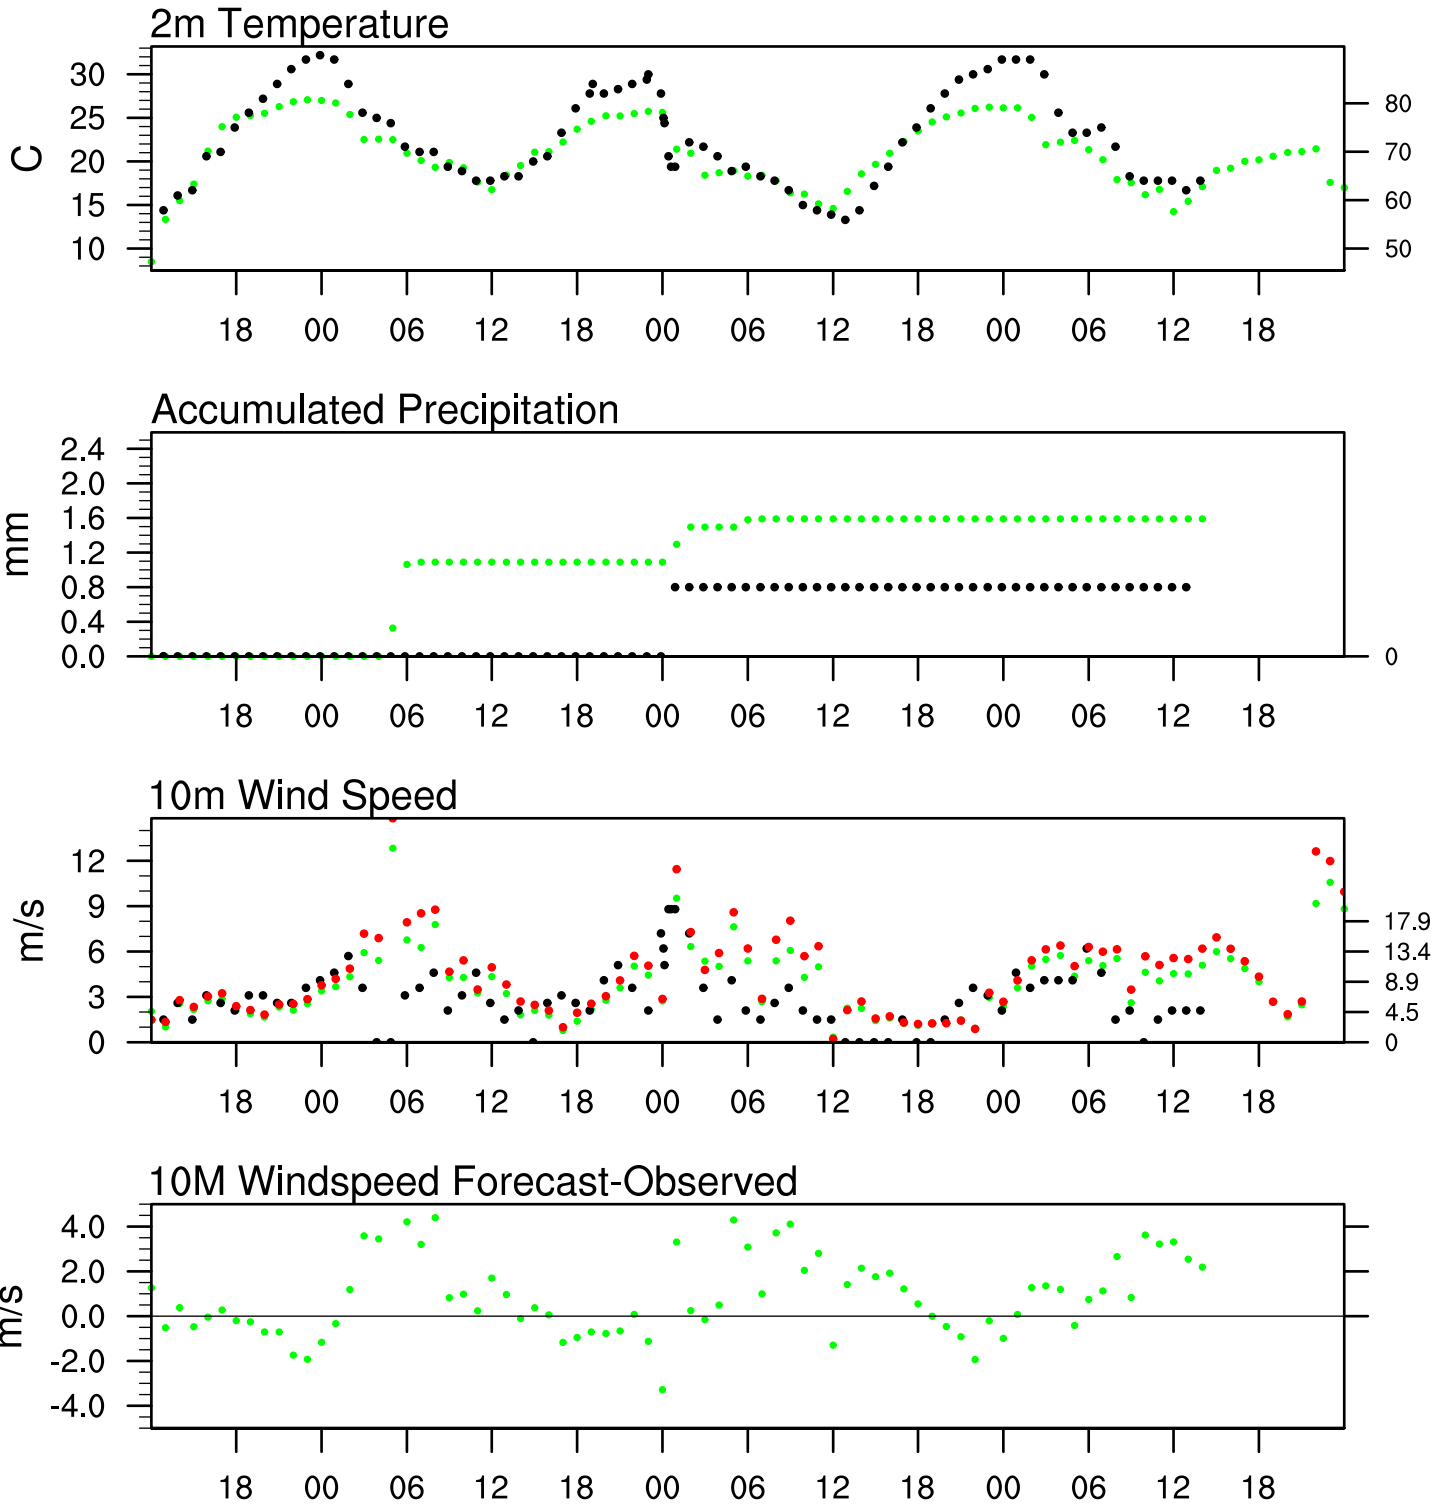 2m Temperature
30
25
20
15
10
C
80
70
60
50
18 00 06 12 18 00 06 12 18 00 06 12 18
Accumulated Precipitation
2.4
2.0
1.6
1.2
0.8
0.4
0.0
mm
0
18 00 06 12 18 00 06 12 18 00 06 12 18
10m Wind Speed
12
9
6
3
0
m/s
17.9
13.4
8.9
4.5
0
18 00 06 12 18 00 06 12 18 00 06 12 18
10M Windspeed Forecast-Observed
4.0
2.0
0.0
-2.0
-4.0
m/s
18 00 06 12 18 00 06 12 18 00 06 12 18